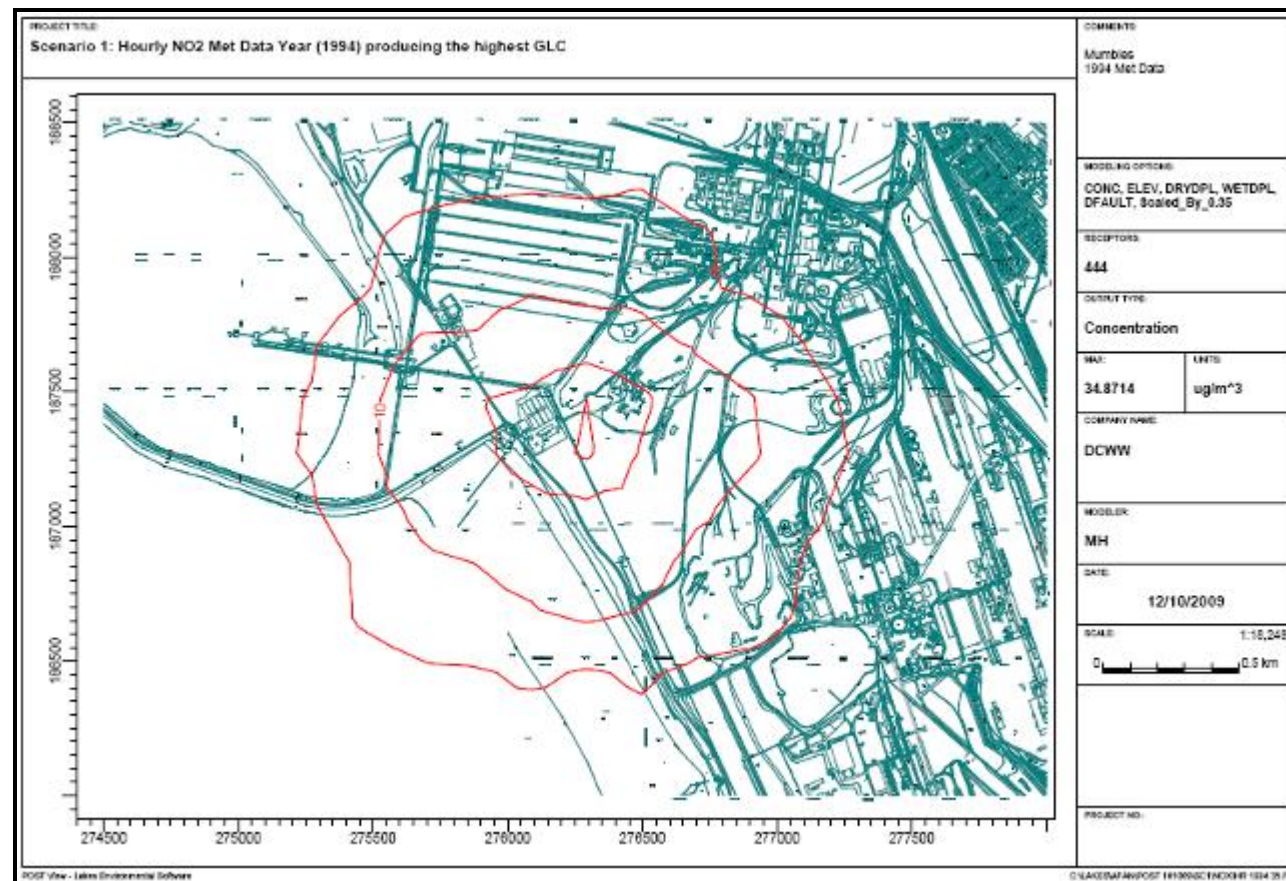 PROJECT TITLE:
Scenario 1: Hourly NO2 Met Data Year (1994) producing the highest GLC
COMMENTS:
Mumbles
1994 Met Data
MODELING OPTIONS:
CONC, ELEV, DRYDPL, WETDPL,
DFAULT, Scaled_By_0.35
RECEPTORS:
444
OUTPUT TYPE:
Concentration
MAX:
34.8714
UNITS:
ug/m^3
COMPANY NAME:
DCWW
MODELER:
MH
DATE:
12/10/2009
SCALE:
1:18,248
0
0.5 km
PROJECT NO.:
188500
188000
187500
187000
186500
10
274500
275000
275500
276000
276500
277000
277500
POST View - Lakes Environmental Software